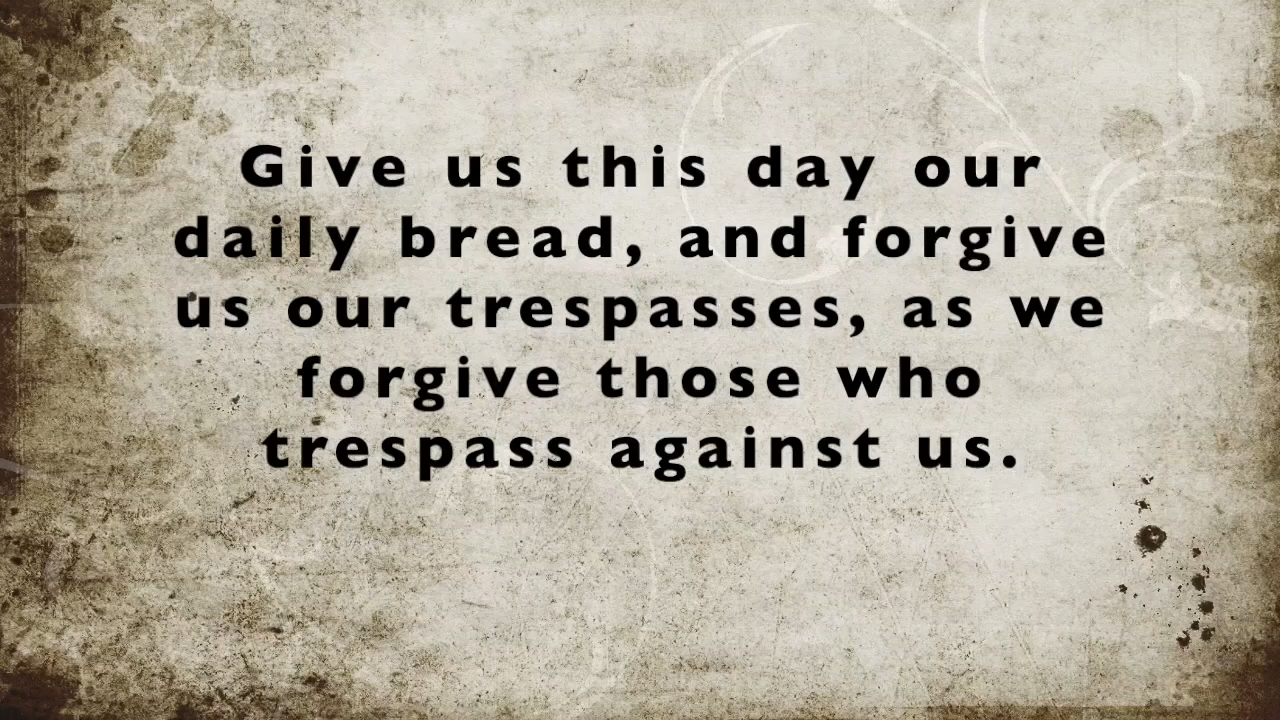 Give us this day our
daily bread, and forgive
us our trespasses, as we
forgive those who
trespass against us.